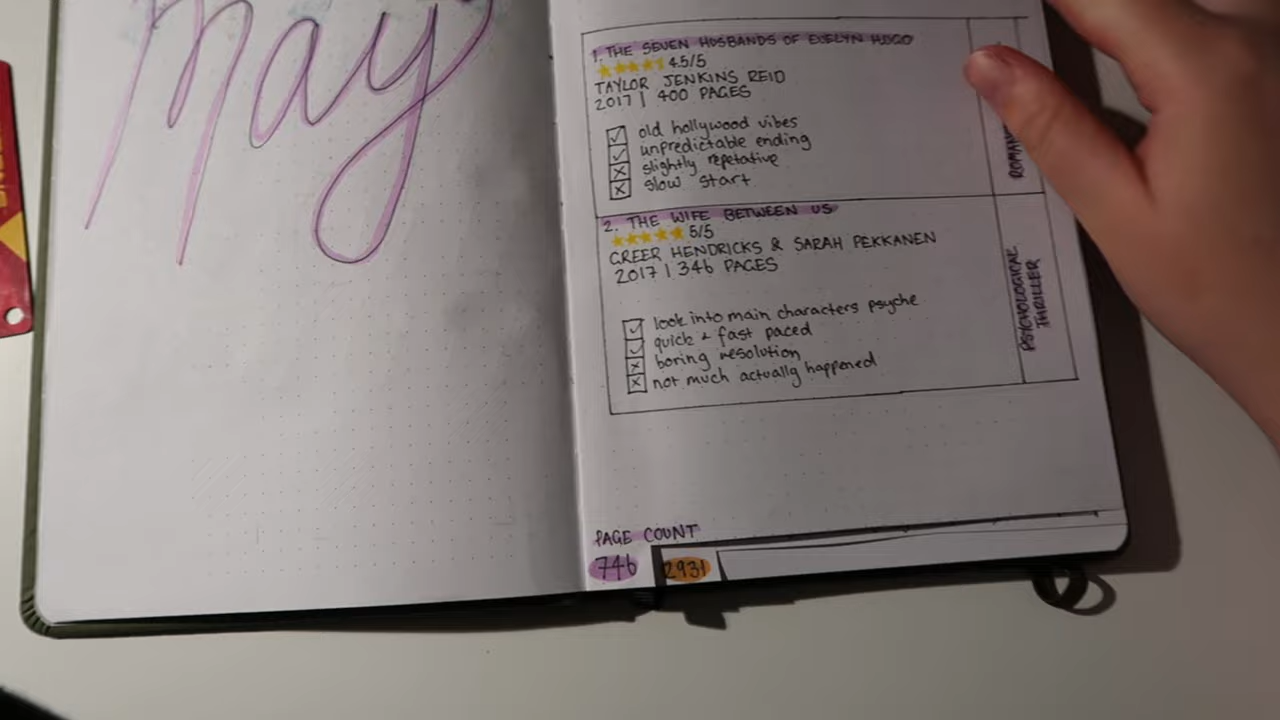 May
1. THE SEVEN HUSBANDS OF EVELYN HUGO
4.5/5
TAYLOR JENKINS REID
2017 | 400 PAGES
old hollywood vibes
unpredictable ending
slightly repetative
slow start
2. THE WIFE BETWEEN US
5/5
GREER HENDRICKS & SARAH PEKKANEN
2017 | 346 PAGES
look into main characters psyche
quick + fast paced
boring resolution
not much actually happened
PSYCHOLOGICAL
THRILLER
PAGE COUNT
746
2931